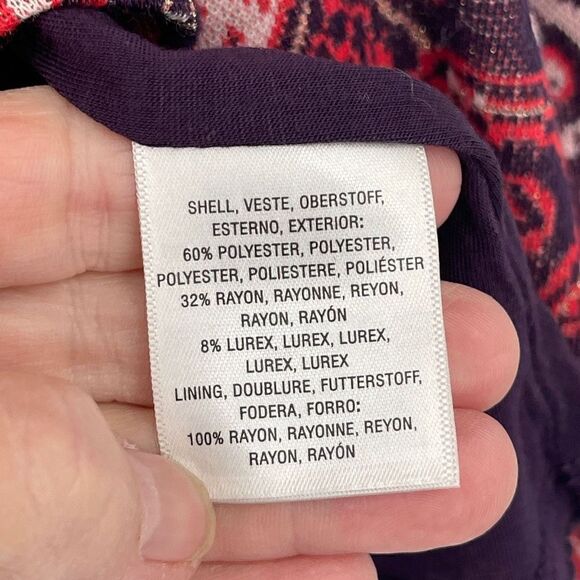 SHELL, VESTE, OBERSTOFF,
ESTERNO, EXTERIOR:
60% POLYESTER, POLYESTER,
POLYESTER, POLIESTERE, POLIÉSTER
32% RAYON, RAYONNE, REYON,
RAYON, RAYÓN
8% LUREX, LUREX, LUREX,
LUREX, LUREX
LINING, DOUBLURE, FUTTERSTOFF,
FODERA, FORRO:
100% RAYON, RAYONNE, REYON,
RAYON, RAYÓN